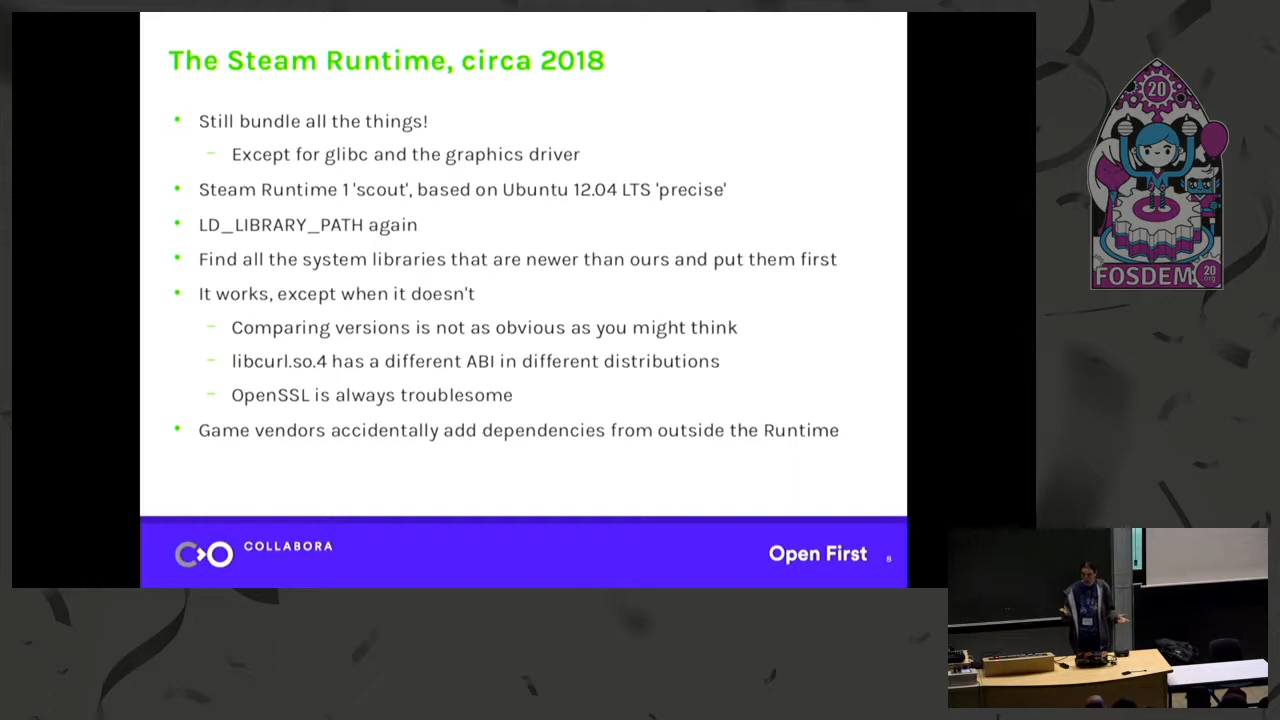 The Steam Runtime, circa 2018
Still bundle all the things!
Except for glibc and the graphics driver
Steam Runtime 1 'scout', based on Ubuntu 12.04 LTS 'precise'
LD_LIBRARY_PATH again
Find all the system libraries that are newer than ours and put them first
It works, except when it doesn't
Comparing versions is not as obvious as you might think
libcurl.so.4 has a different ABI in different distributions
OpenSSL is always troublesome
Game vendors accidentally add dependencies from outside the Runtime
COLLABORA
Open First
8
20
FOSDEM
20
.org